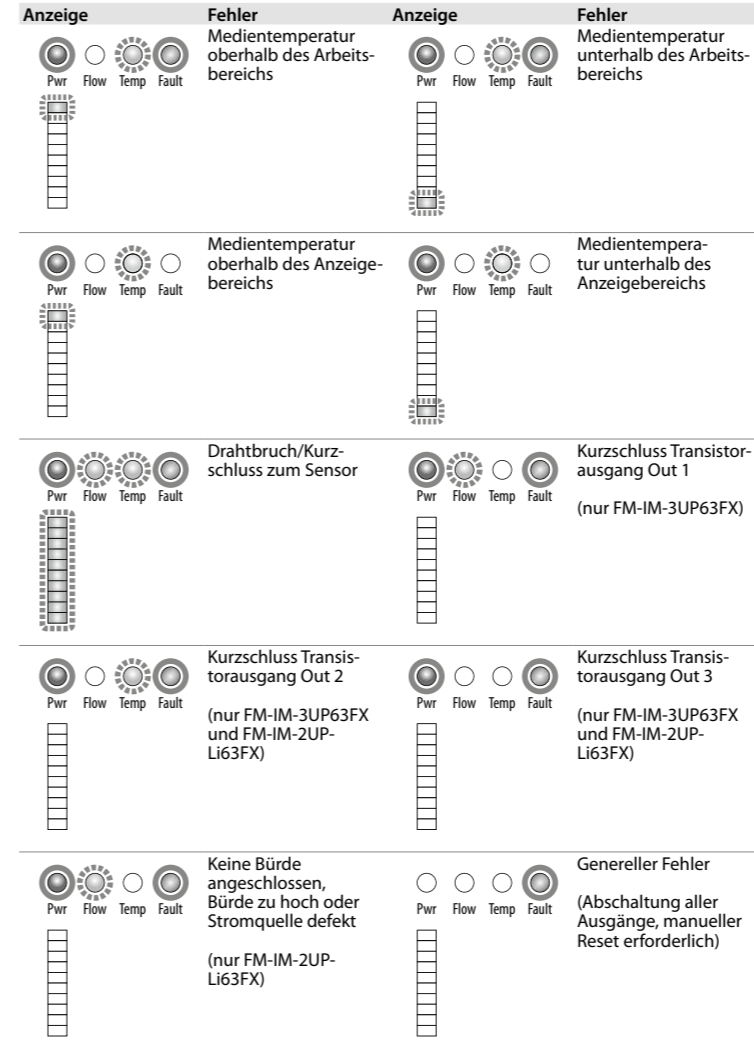 Anzeige Fehler Anzeige Fehler
Pwr Flow Temp Fault
Medientemperatur
oberhalb des Arbeits-
bereichs
Pwr Flow Temp Fault
Medientemperatur
unterhalb des Arbeits-
bereichs
Pwr Flow Temp Fault
Medientemperatur
oberhalb des Anzeige-
bereichs
Pwr Flow Temp Fault
Medientempera-
tur unterhalb des
Anzeigebereichs
Pwr Flow Temp Fault
Drahtbruch/Kurz-
schluss zum Sensor
Pwr Flow Temp Fault
Kurzschluss Transistor-
ausgang Out 1
(nur FM-IM-3UP63FX)
Pwr Flow Temp Fault
Kurzschluss Transis-
torausgang Out 2
(nur FM-IM-3UP63FX
und FM-IM-2UP-
Li63FX)
Pwr Flow Temp Fault
Kurzschluss Transis-
torausgang Out 3
(nur FM-IM-3UP63FX
und FM-IM-2UP-
Li63FX)
Pwr Flow Temp Fault
Keine Bürde
angeschlossen,
Bürde zu hoch oder
Stromquelle defekt
(nur FM-IM-2UP-
Li63FX)
Pwr Flow Temp Fault
Genereller Fehler
(Abschaltung aller
Ausgänge, manueller
Reset erforderlich)